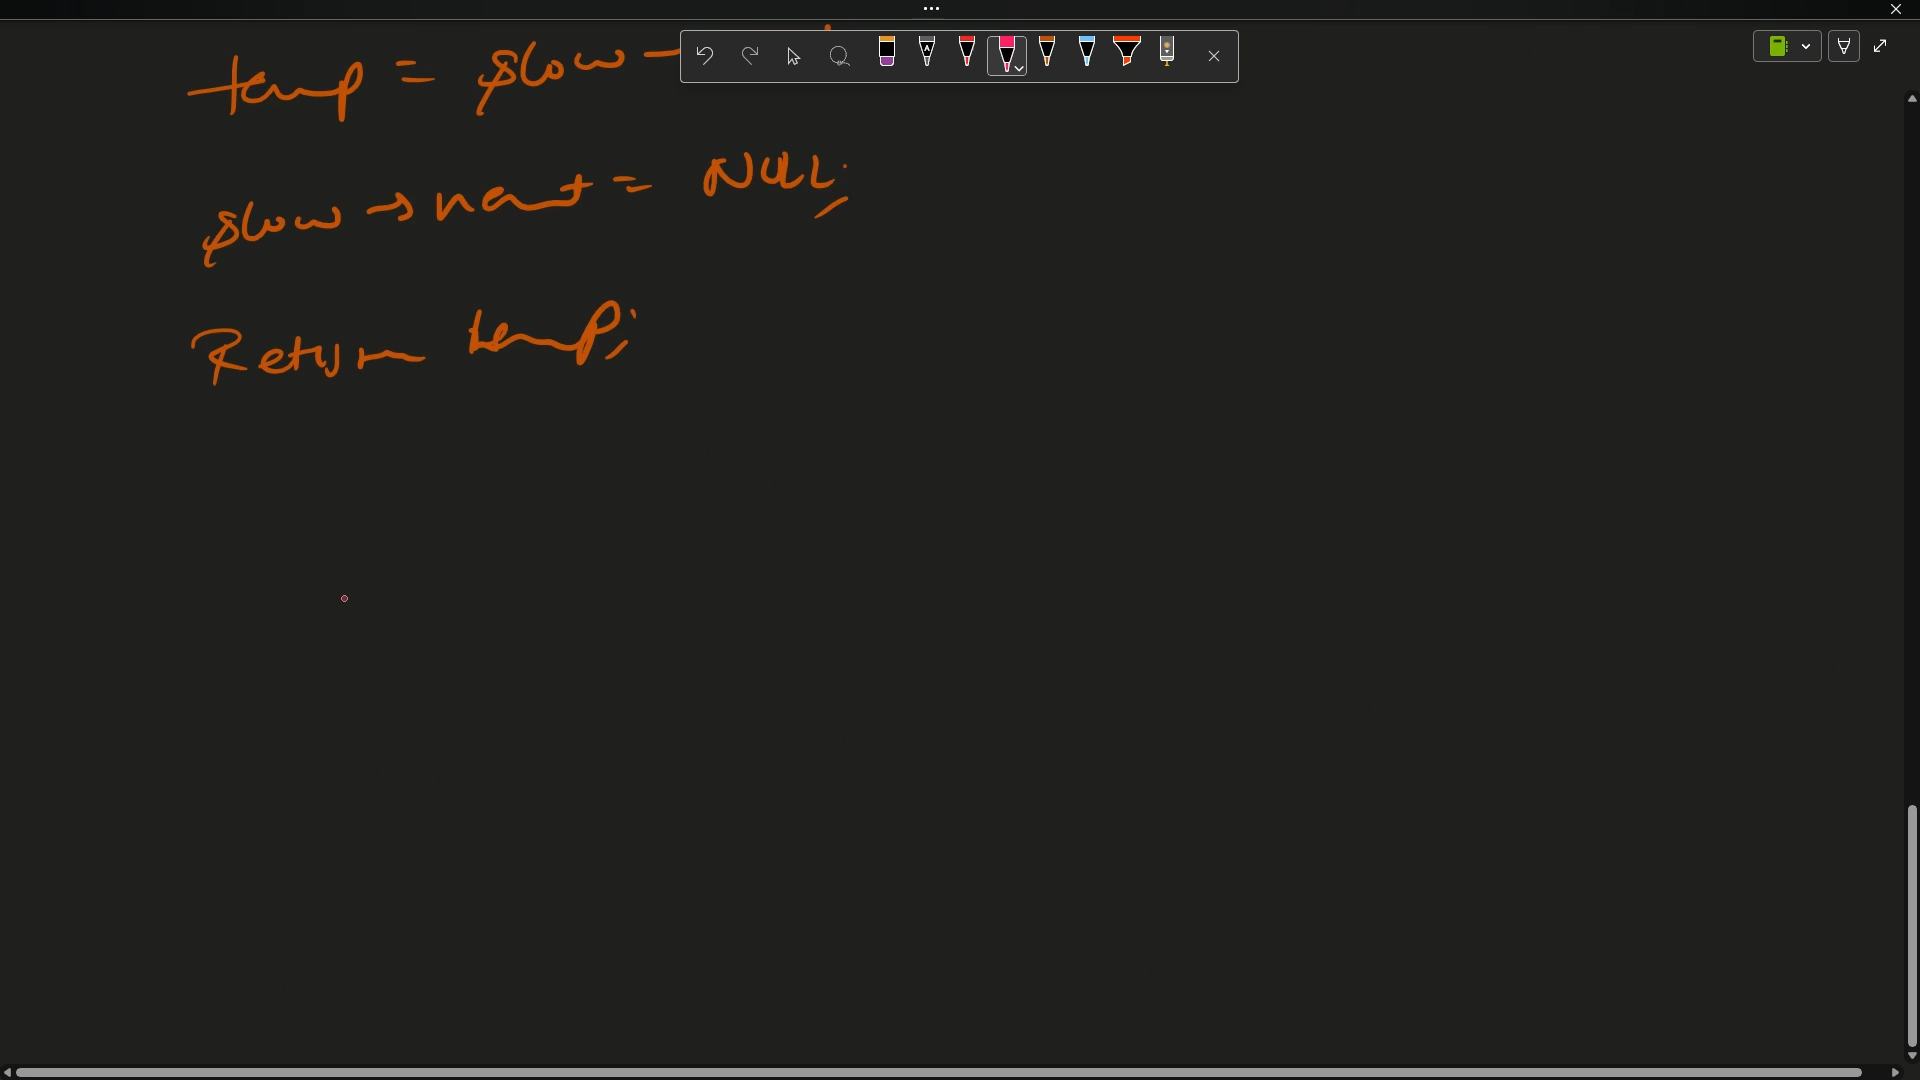 temp = slow -
slow → next = NULL;
Return temp;